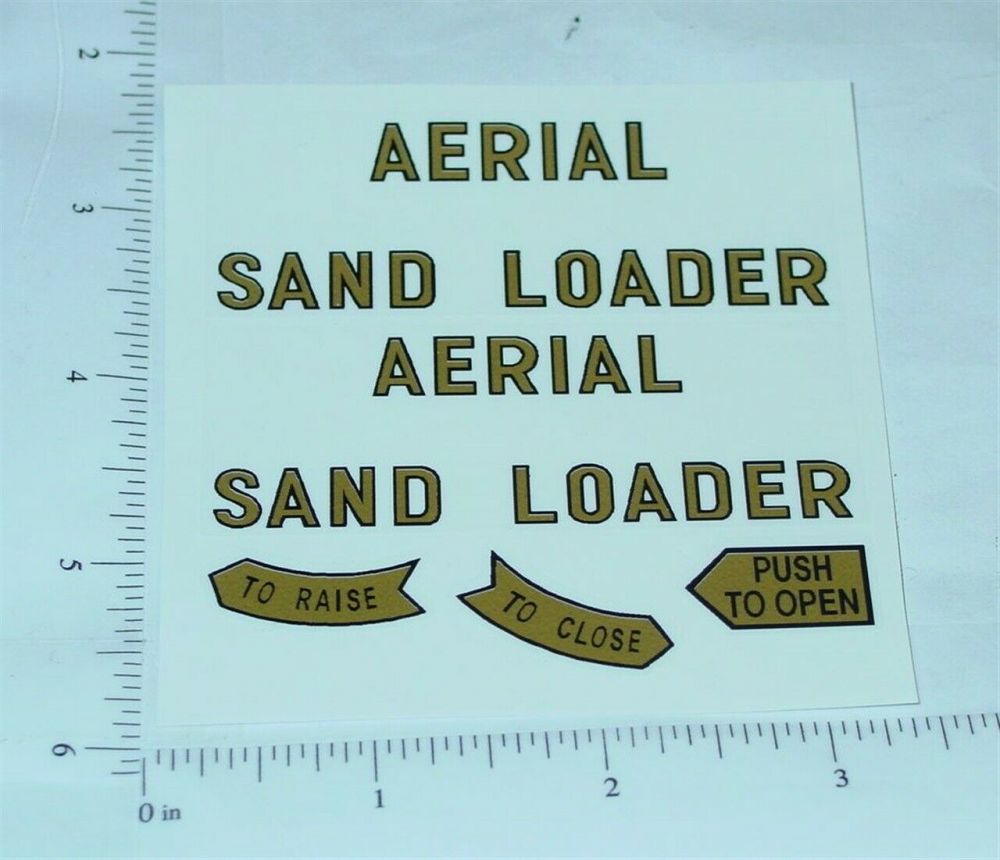 AERIAL
SAND LOADER
AERIAL
SAND LOADER
TO RAISE
TO CLOSE
PUSH
TO OPEN
2
3
4
5
6
0 in
1
2
3